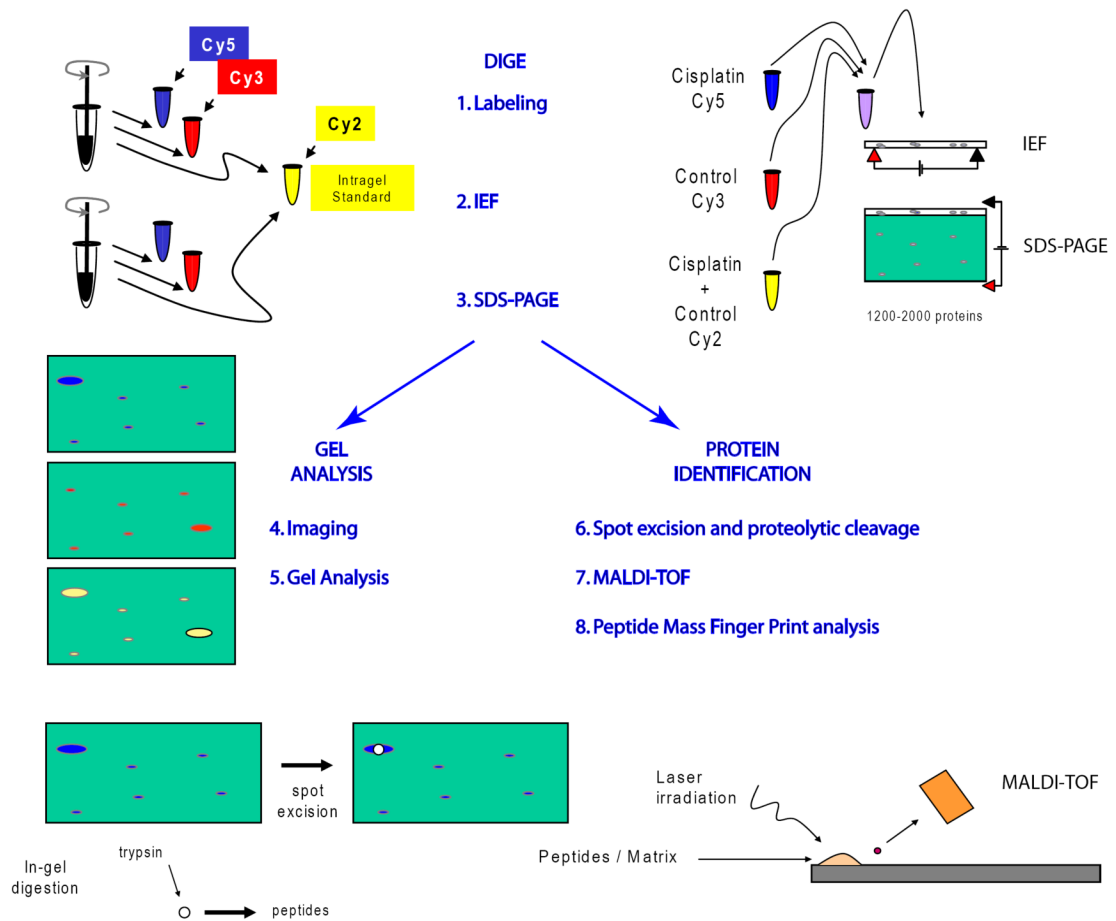 Cy5
Cy3
Cy2
Intragel
Standard
DIGE
1. Labeling
2. IEF
3. SDS-PAGE
Cisplatin
Cy5
Control
Cy3
Cisplatin
+
Control
Cy2
IEF
SDS-PAGE
1200-2000 proteins
GEL
ANALYSIS
4. Imaging
5. Gel Analysis
PROTEIN
IDENTIFICATION
6. Spot excision and proteolytic cleavage
7. MALDI-TOF
8. Peptide Mass Finger Print analysis
spot
excision
In-gel
digestion
trypsin
peptides
Laser
irradiation
Peptides / Matrix
MALDI-TOF